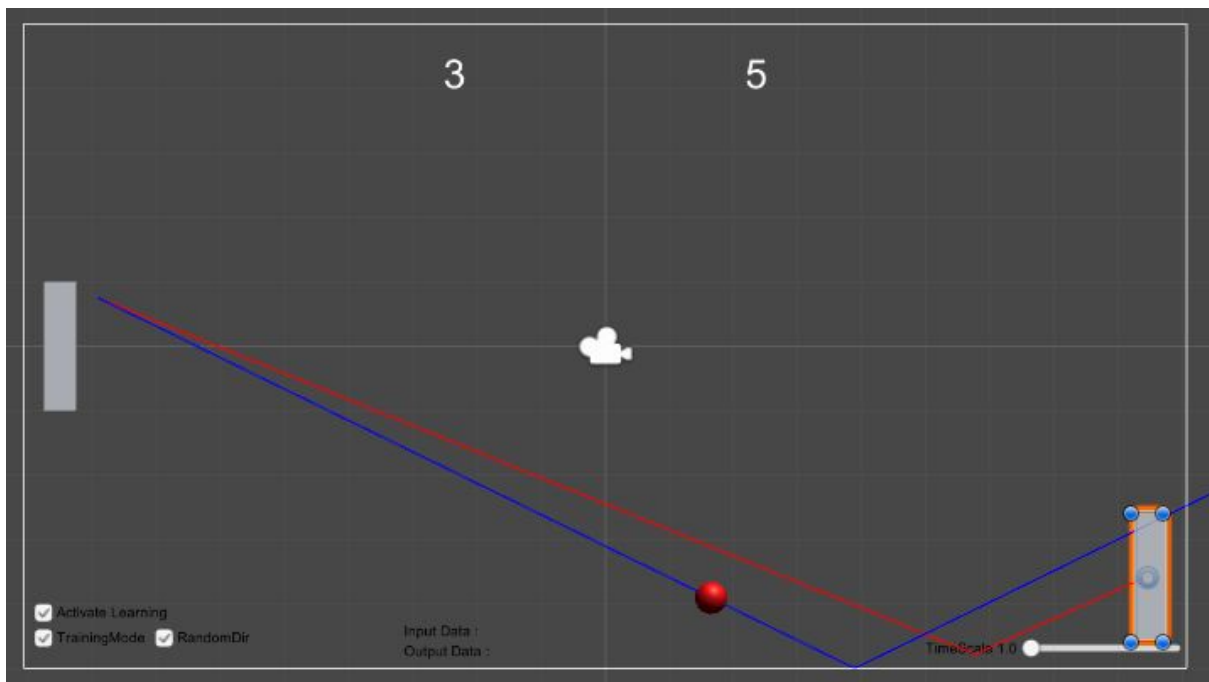 3 5
Activate Learning
TrainingMode RandomDir
Input Data :
Output Data :
TimeScale 1.0